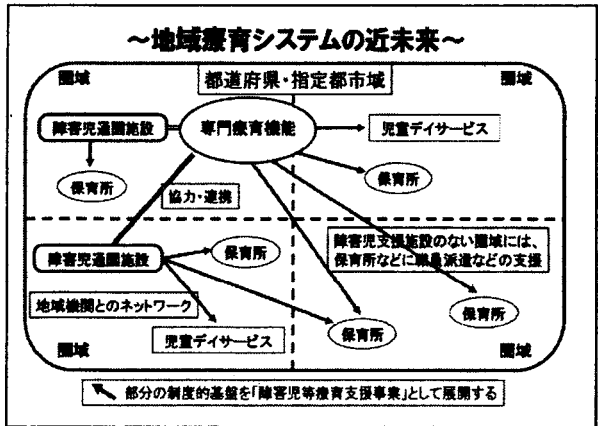 ～地域療育システムの近未来～
圏域
都道府県・指定都市域
圏域
障害児通園施設
専門療育機能
児童デイサービス
保育所
保育所
協力・連携
障害児通園施設
保育所
障害児支援施設のない圏域には、
保育所などに職員派遣などの支援
地域機関とのネットワーク
児童デイサービス
保育所
保育所
圏域
圏域
部分の制度的基盤を「障害児等療育支援事業」として展開する